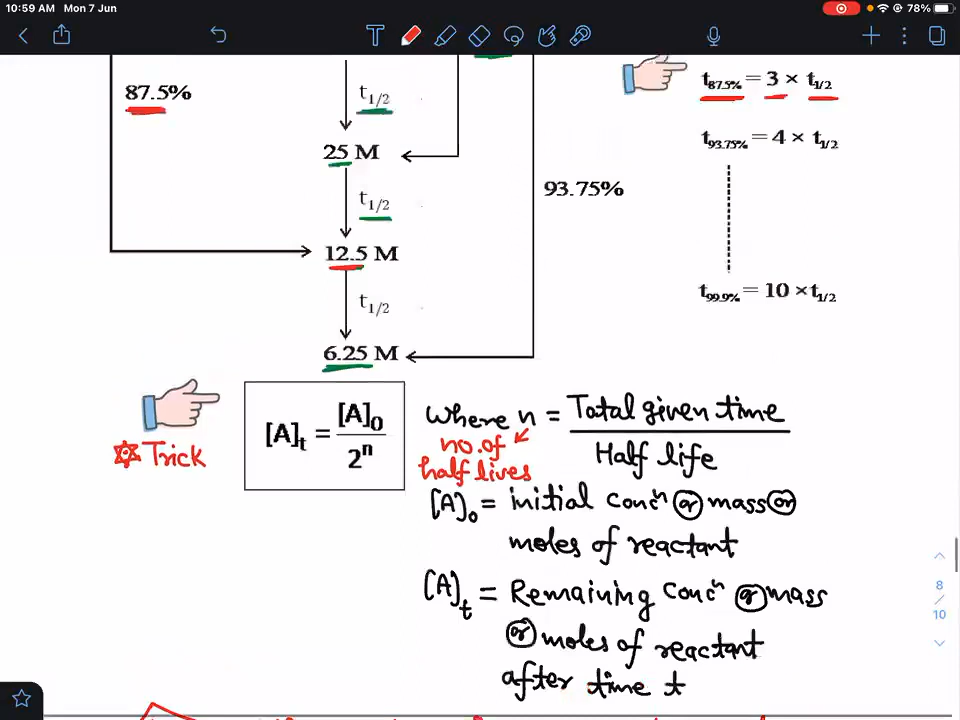 10:59 AM Mon 7 Jun
78%
87.5%
t1/2
t87.5% = 3 × t1/2
25 M
t93.75% = 4 × t1/2
t1/2
93.75%
12.5 M
t1/2
t99.9% = 10 × t1/2
6.25 M
Trick
[A]t = [A]0 / 2^n
Where n = Total given time / Half life
no. of
half lives
[A]0 = initial concn or mass or
moles of reactant
[A]t = Remaining concn or mass
or moles of reactant
after time t
8
/
10